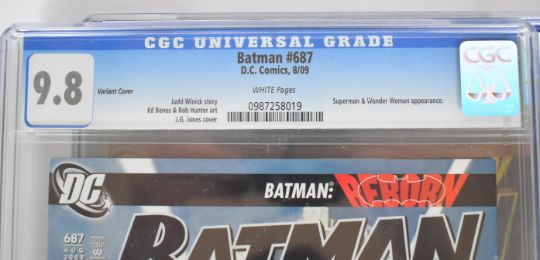 CGC UNIVERSAL GRADE
9.8
Variant Cover
Batman #687
D.C. Comics, 8/09
WHITE Pages
Judd Winick story
Ed Benes & Rob Hunter art
J.G. Jones cover
0987258019
Superman & Wonder Woman appearance.
CGC
DC
BATMAN: REBORN
687
AUG
2009
BATMAN